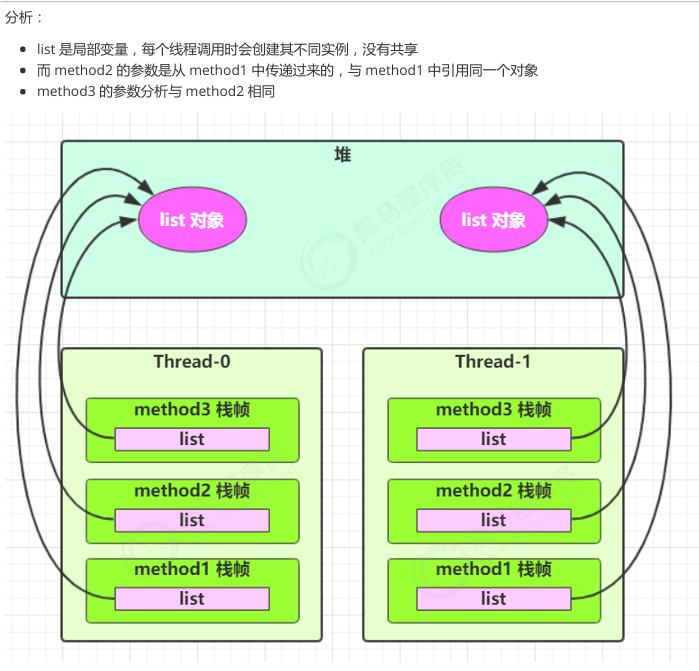 分析：
list 是局部变量，每个线程调用时会创建其不同实例，没有共享
而 method2 的参数是从 method1 中传递过来的，与 method1 中引用同一个对象
method3 的参数分析与 method2 相同
堆
list 对象
list 对象
黑马程序员
Thread-0
Thread-1
method3 栈帧
method3 栈帧
list
list
method2 栈帧
method2 栈帧
list
list
method1 栈帧
method1 栈帧
list
list